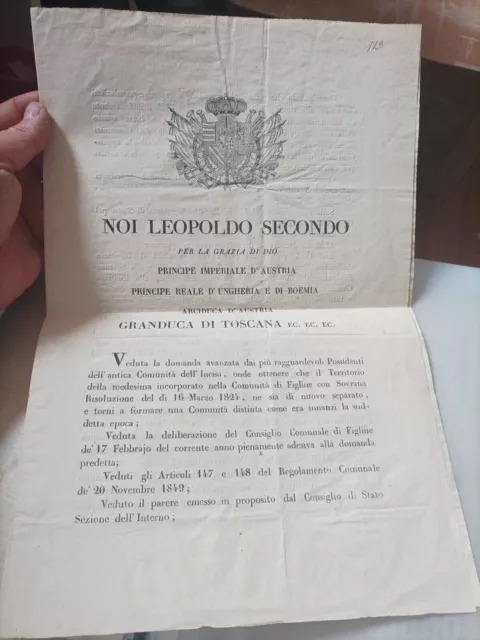 NOI LEOPOLDO SECONDO
PER LA GRAZIA DI DIO
PRINCIPE IMPERIALE D'AUSTRIA
PRINCIPE REALE D'UNGHERIA E DI BOEMIA
ARCIDUCA D'AUSTRIA
GRANDUCA DI TOSCANA EC. EC. EC.
Veduta la domanda avanzata dai più ragguardevoli Possidenti
dell'antica Comunità dell'Incisa, onde ottenere che il Territorio
della medesima incorporato nella Comunità di Figline con Sovrana
Risoluzione del dì 16 Marzo 1824, ne sia di nuovo separato,
e torni a formare una Comunità distinta come era innanzi la sud-
detta epoca;
Veduta la deliberazione del Consiglio Comunale di Figline
de' 17 Febbrajo del corrente anno pienamente adesiva alla domanda
predetta;
Veduti gli Articoli 147 e 148 del Regolamento Comunale
de' 20 Novembre 1849;
Veduto il parere emesso in proposito dal Consiglio di Stato
Sezione dell'Interno;